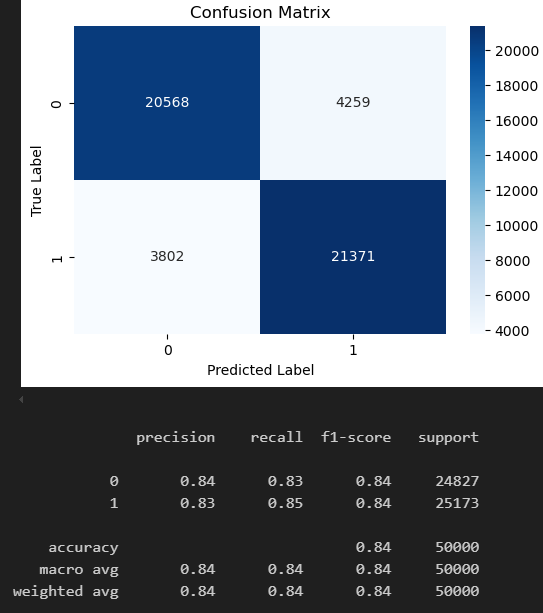 Confusion Matrix
0
20568
4259
True Label
1
3802
21371
0 1
Predicted Label
20000
18000
16000
14000
12000
10000
8000
6000
4000
precision recall f1-score support
0 0.84 0.83 0.84 24827
1 0.83 0.85 0.84 25173
accuracy 0.84 50000
macro avg 0.84 0.84 0.84 50000
weighted avg 0.84 0.84 0.84 50000